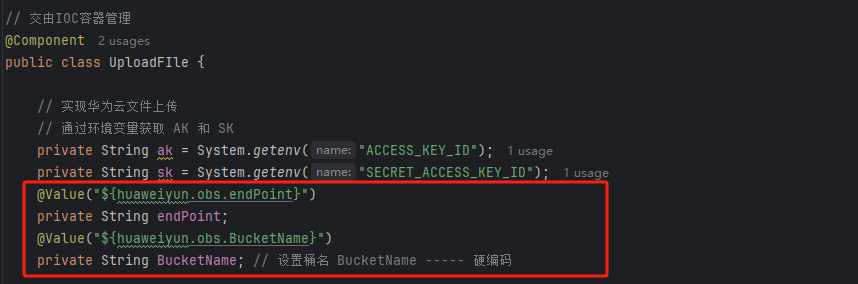 // 交由IOC容器管理
@Component 2 usages
public class UploadFIle {
// 实现华为云文件上传
// 通过环境变量获取 AK 和 SK
private String ak = System.getenv( name: "ACCESS_KEY_ID"); 1 usage
private String sk = System.getenv( name: "SECRET_ACCESS_KEY_ID"); 1 usage
@Value("${huaweiyun.obs.endPoint}")
private String endPoint;
@Value("${huaweiyun.obs.BucketName}")
private String BucketName; // 设置桶名 BucketName ----- 硬编码